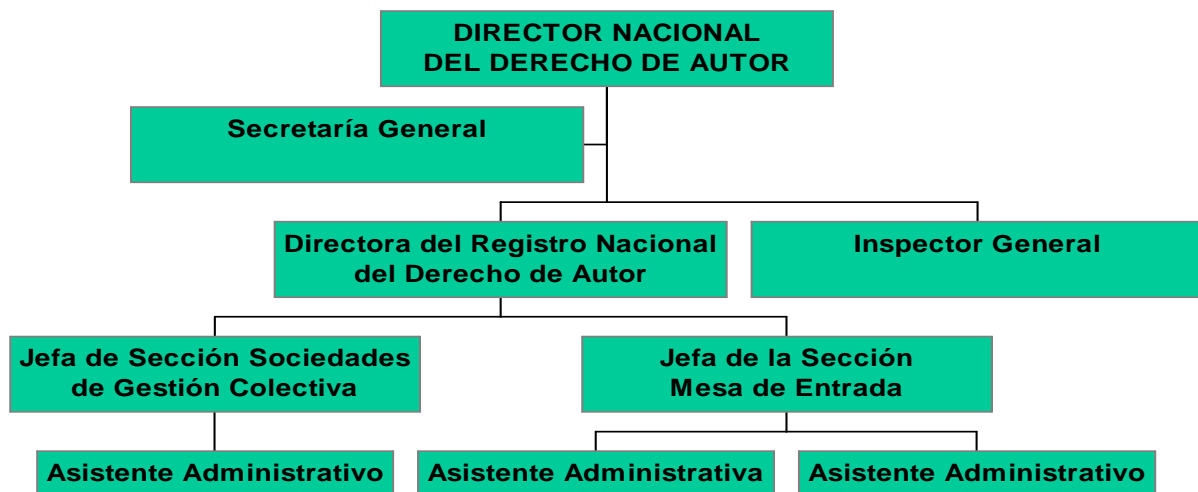 DIRECTOR NACIONAL
DEL DERECHO DE AUTOR
Secretaría General
Directora del Registro Nacional
del Derecho de Autor
Inspector General
Jefa de Sección Sociedades
de Gestión Colectiva
Jefa de la Sección
Mesa de Entrada
Asistente Administrativo
Asistente Administrativa
Asistente Administrativo